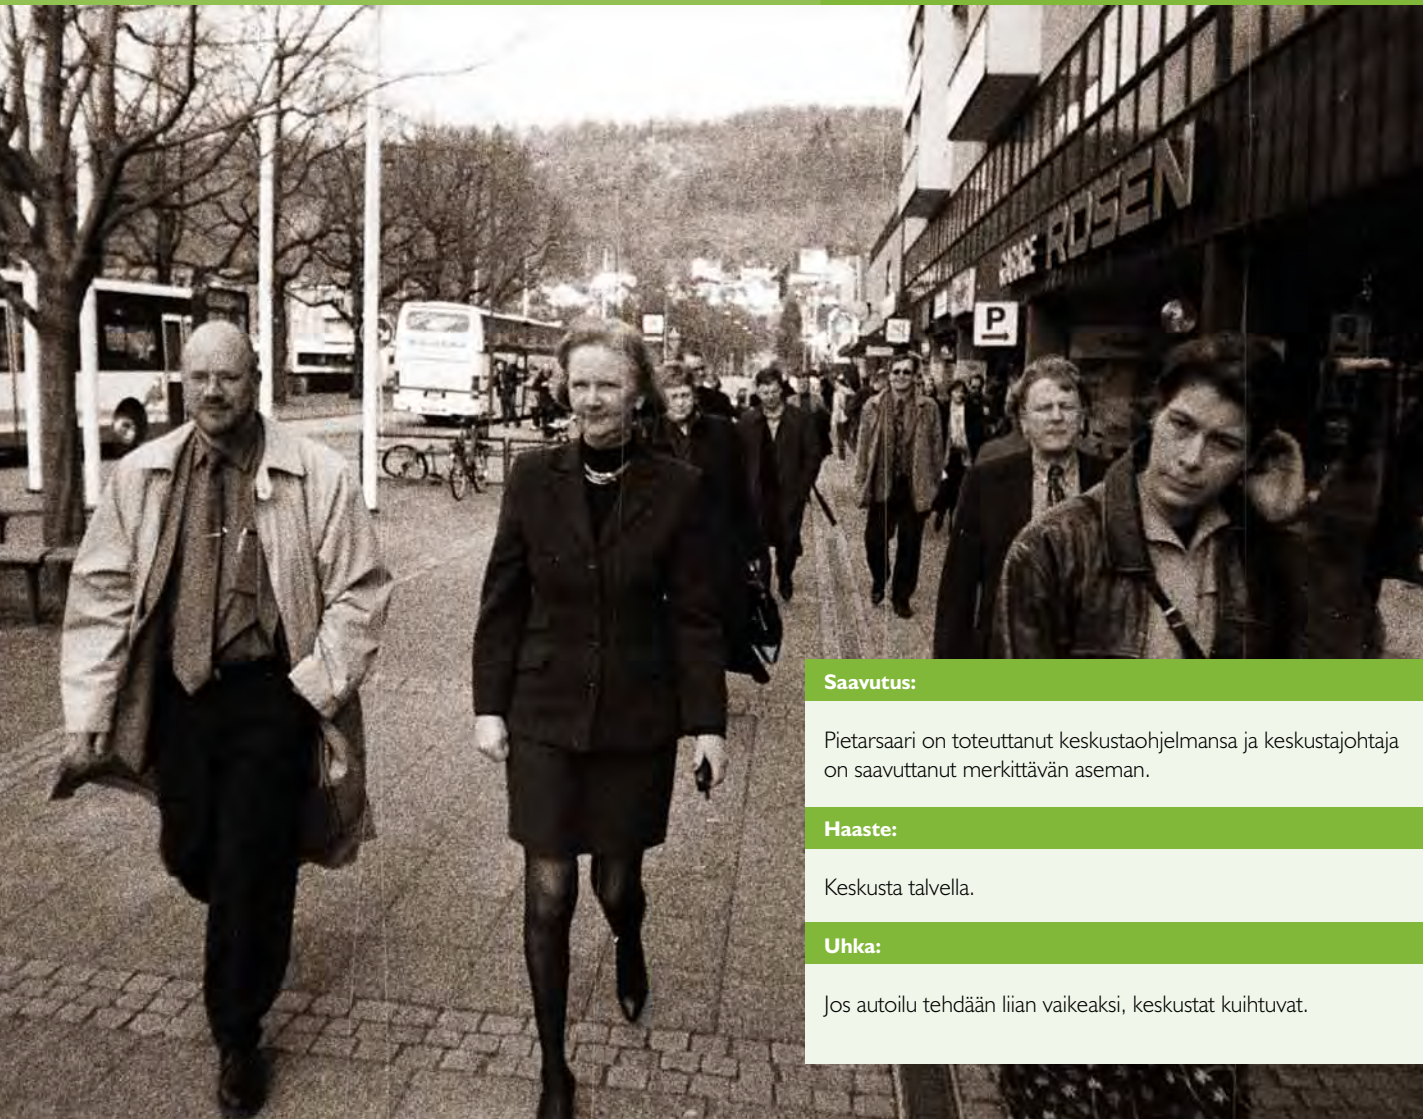 GARAGE ROSEN
P
Saavutus:
Pietarsaari on toteuttanut keskustaohjelmansa ja keskustajohtaja
on saavuttanut merkittävän aseman.
Haaste:
Keskusta talvella.
Uhka:
Jos autoilu tehdään liian vaikeaksi, keskustat kuihtuvat.